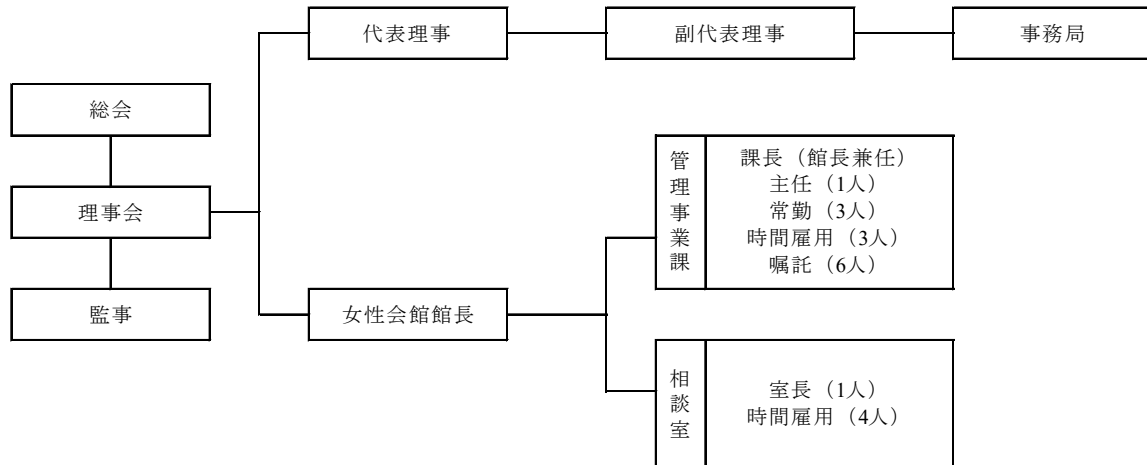 代表理事
副代表理事
事務局
総会
理事会
監事
女性会館館長
管理事業課
課長（館長兼任）
主任（1人）
常勤（3人）
時間雇用（3人）
嘱託（6人）
相談室
室長（1人）
時間雇用（4人）